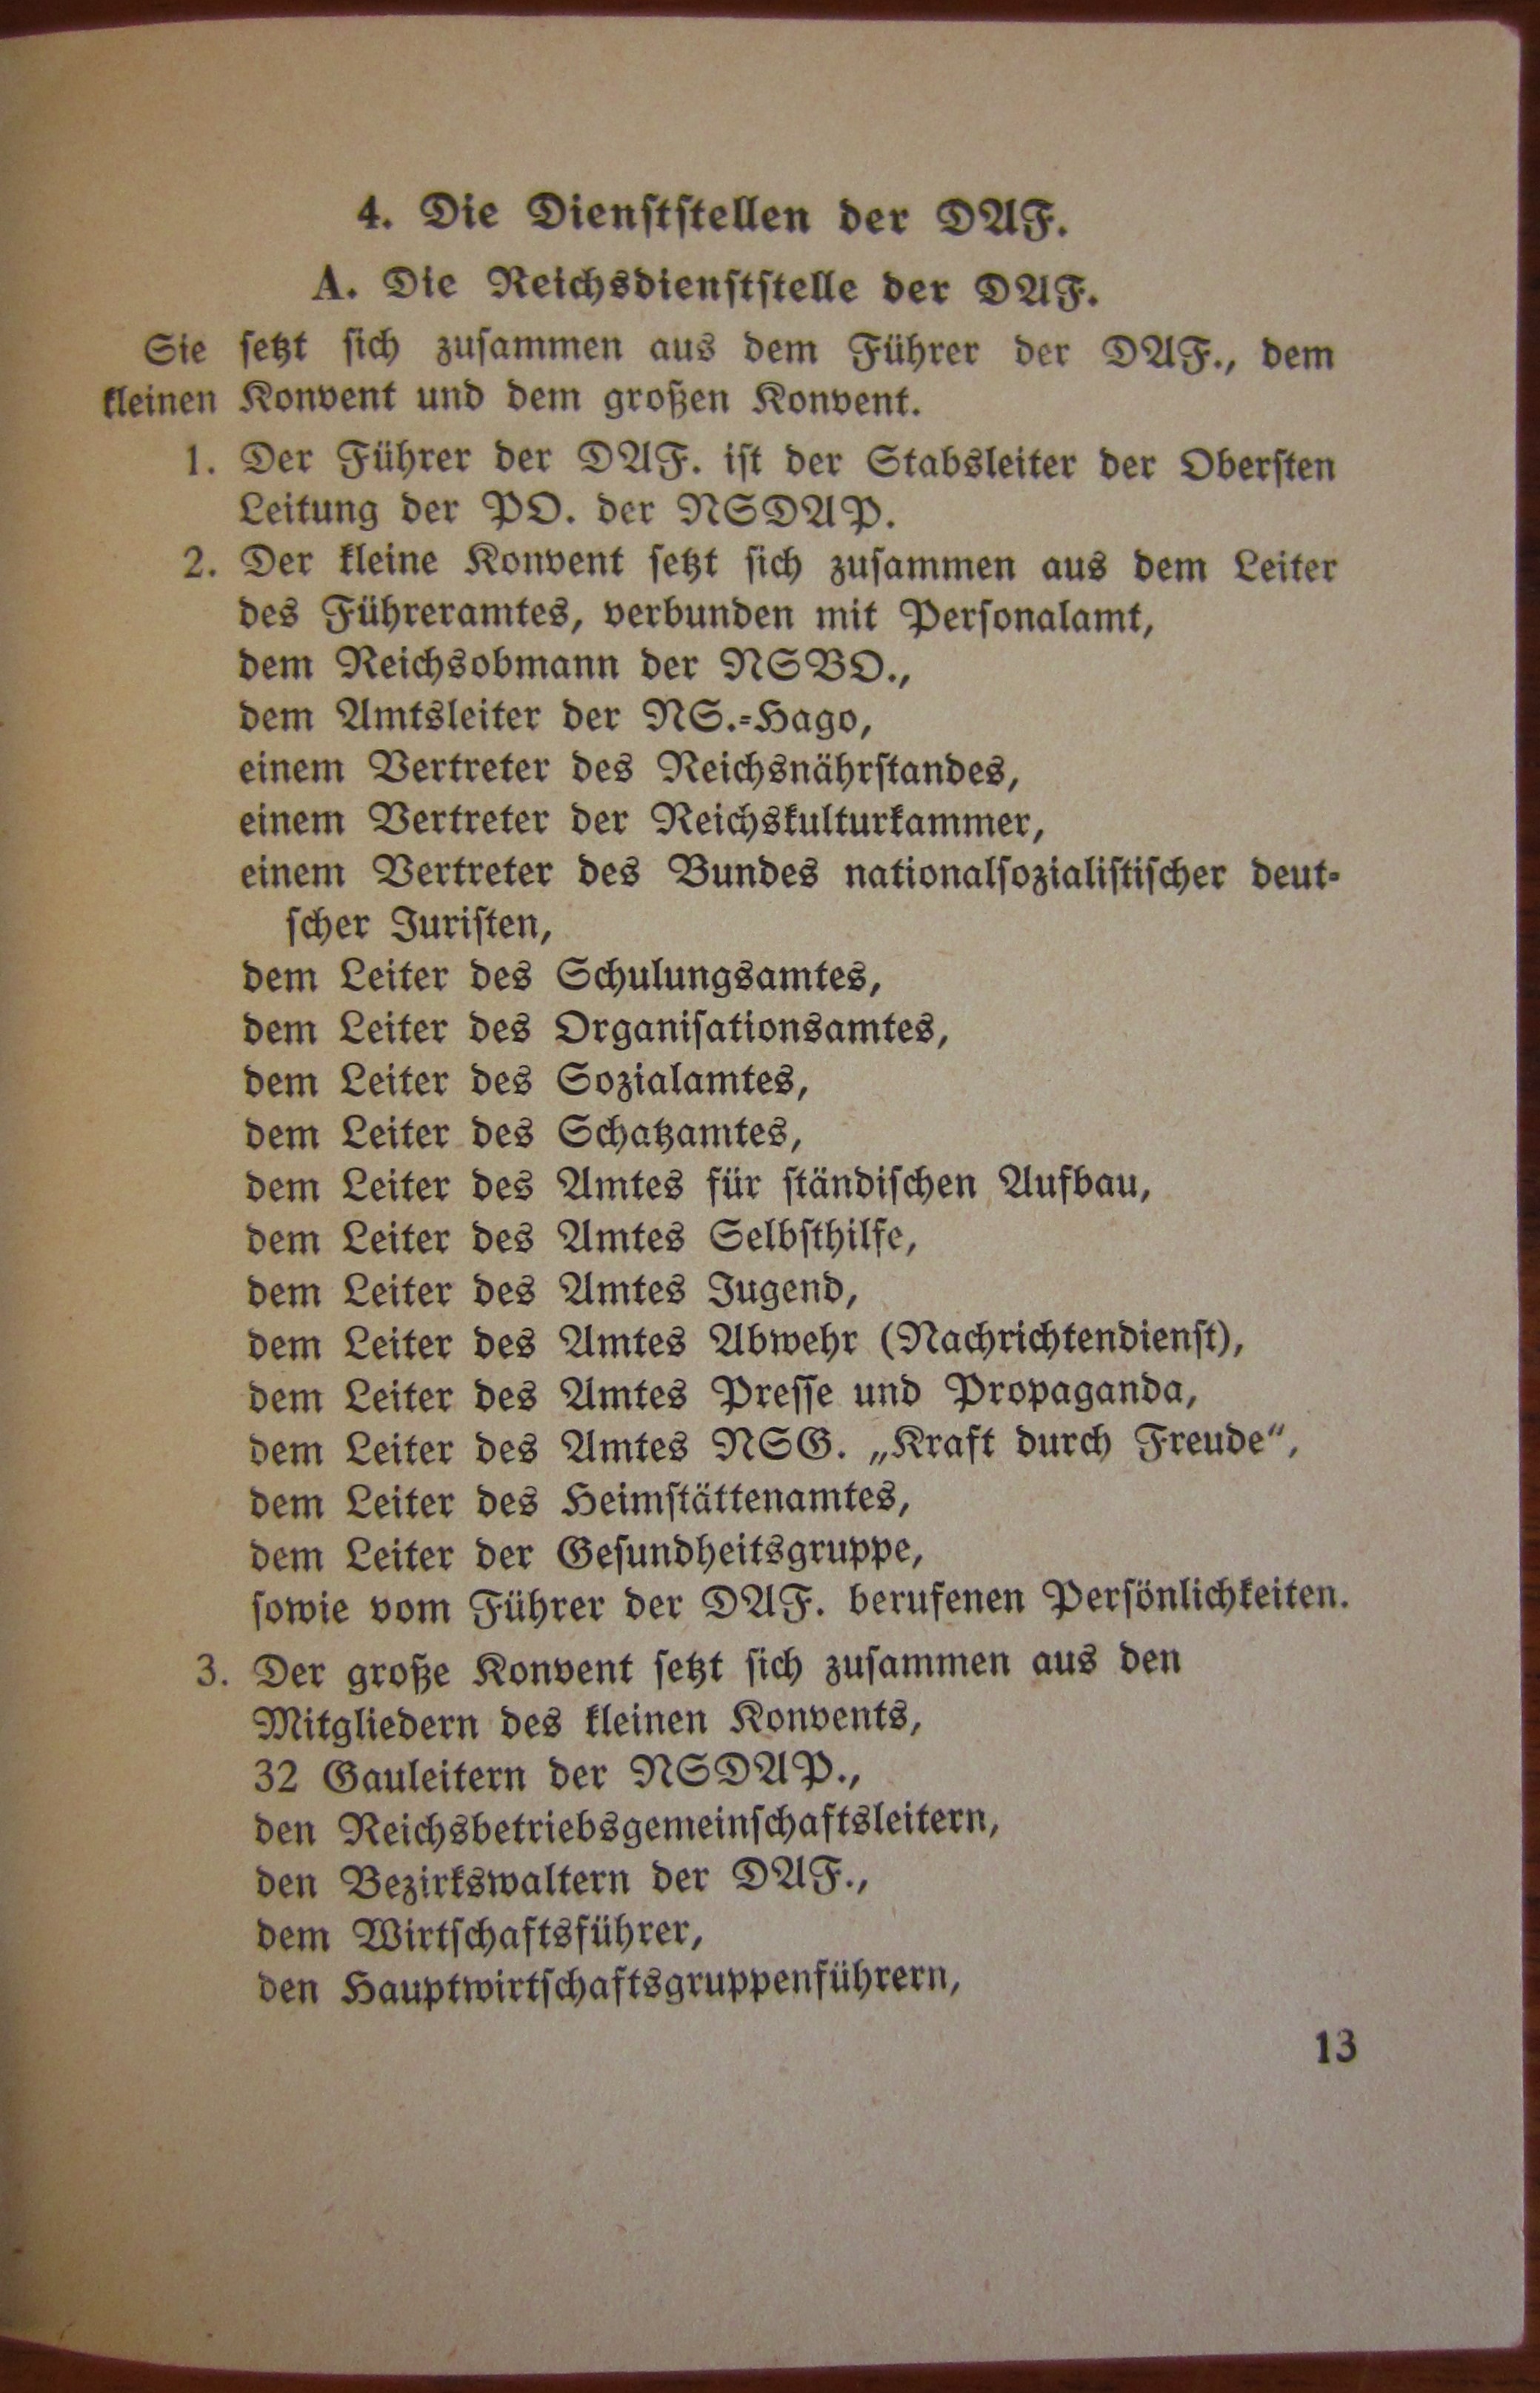 4. Die Dienststellen der DAF.
A. Die Reichsdienststelle der DAF.
Sie setzt sich zusammen aus dem Führer der DAF., dem
kleinen Konvent und dem großen Konvent.
1. Der Führer der DAF. ist der Stabsleiter der Obersten
Leitung der PO. der NSDAP.
2. Der kleine Konvent setzt sich zusammen aus dem Leiter
des Führeramtes, verbunden mit Personalamt,
dem Reichsobmann der NSBO.,
dem Amtsleiter der NS.-Hago,
einem Vertreter des Reichsnährstandes,
einem Vertreter der Reichskulturkammer,
einem Vertreter des Bundes nationalsozialistischer deut-
scher Juristen,
dem Leiter des Schulungsamtes,
dem Leiter des Organisationsamtes,
dem Leiter des Sozialamtes,
dem Leiter des Schatzamtes,
dem Leiter des Amtes für ständischen Aufbau,
dem Leiter des Amtes Selbsthilfe,
dem Leiter des Amtes Jugend,
dem Leiter des Amtes Abwehr (Nachrichtendienst),
dem Leiter des Amtes Presse und Propaganda,
dem Leiter des Amtes NSG. „Kraft durch Freude“,
dem Leiter des Heimstättenamtes,
dem Leiter der Gesundheitsgruppe,
sowie vom Führer der DAF. berufenen Persönlichkeiten.
3. Der große Konvent setzt sich zusammen aus den
Mitgliedern des kleinen Konvents,
32 Gauleitern der NSDAP.,
den Reichsbetriebsgemeinschaftsleitern,
den Bezirkswaltern der DAF.,
dem Wirtschaftsführer,
den Hauptwirtschaftsgruppenführern,
13